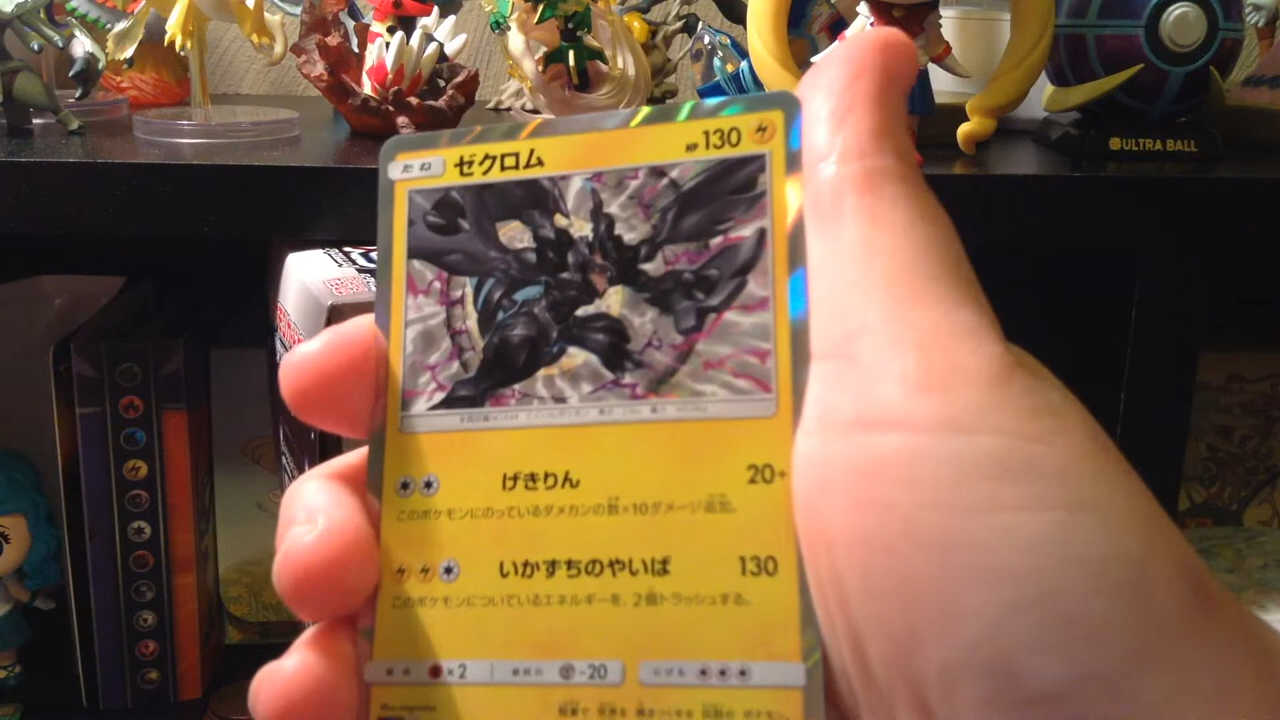 ULTRA BALL
たね ゼクロム HP130
げきりん 20+
このポケモンにのっているダメカンの数×10ダメージ追加。
いかずちのやいば 130
このポケモンについているエネルギーを、2個トラッシュする。
×2 -20 にげる